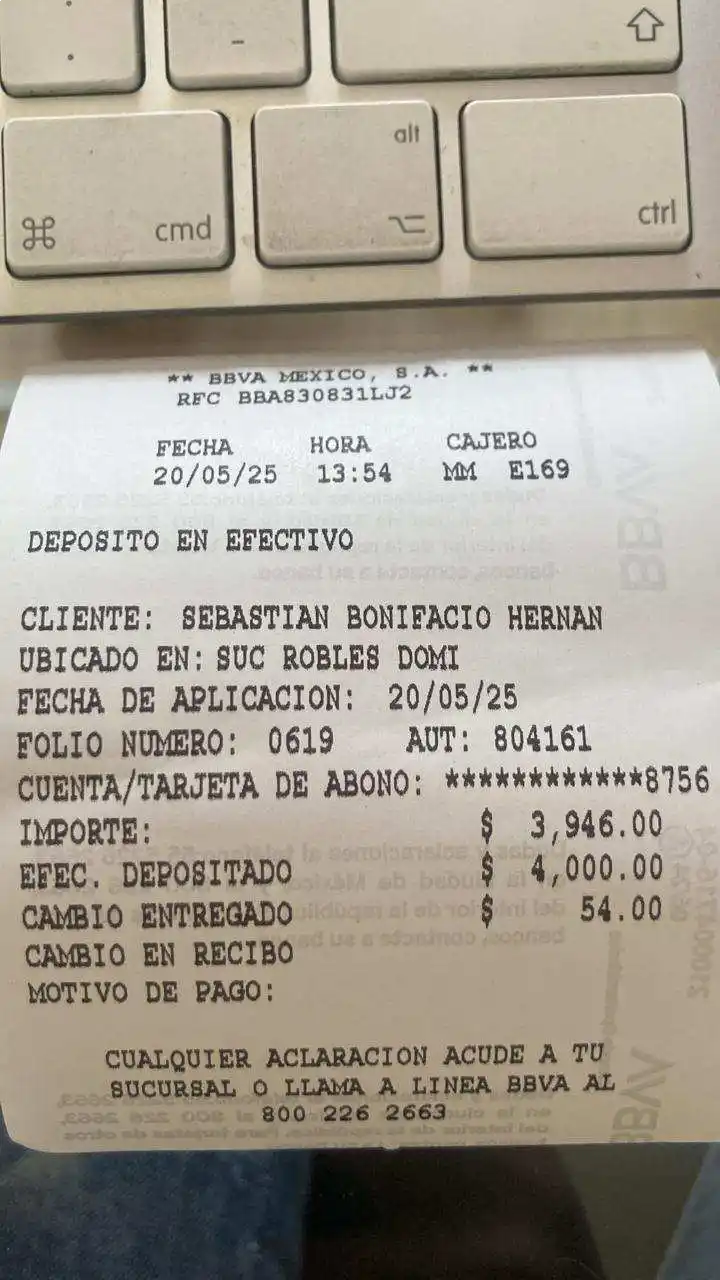 cmd
alt
ctrl
** BBVA MEXICO, S.A. **
RFC BBA830831LJ2
FECHA HORA CAJERO
20/05/25 13:54 MM E169
DEPOSITO EN EFECTIVO
CLIENTE: SEBASTIAN BONIFACIO HERNAN
UBICADO EN: SUC ROBLES DOMI
FECHA DE APLICACION: 20/05/25
FOLIO NUMERO: 0619 AUT: 804161
CUENTA/TARJETA DE ABONO: ************8756
IMPORTE: $ 3,946.00
EFEC. DEPOSITADO $ 4,000.00
CAMBIO ENTREGADO $ 54.00
CAMBIO EN RECIBO
MOTIVO DE PAGO:
CUALQUIER ACLARACION ACUDE A TU
SUCURSAL O LLAMA A LINEA BBVA AL
800 226 2663